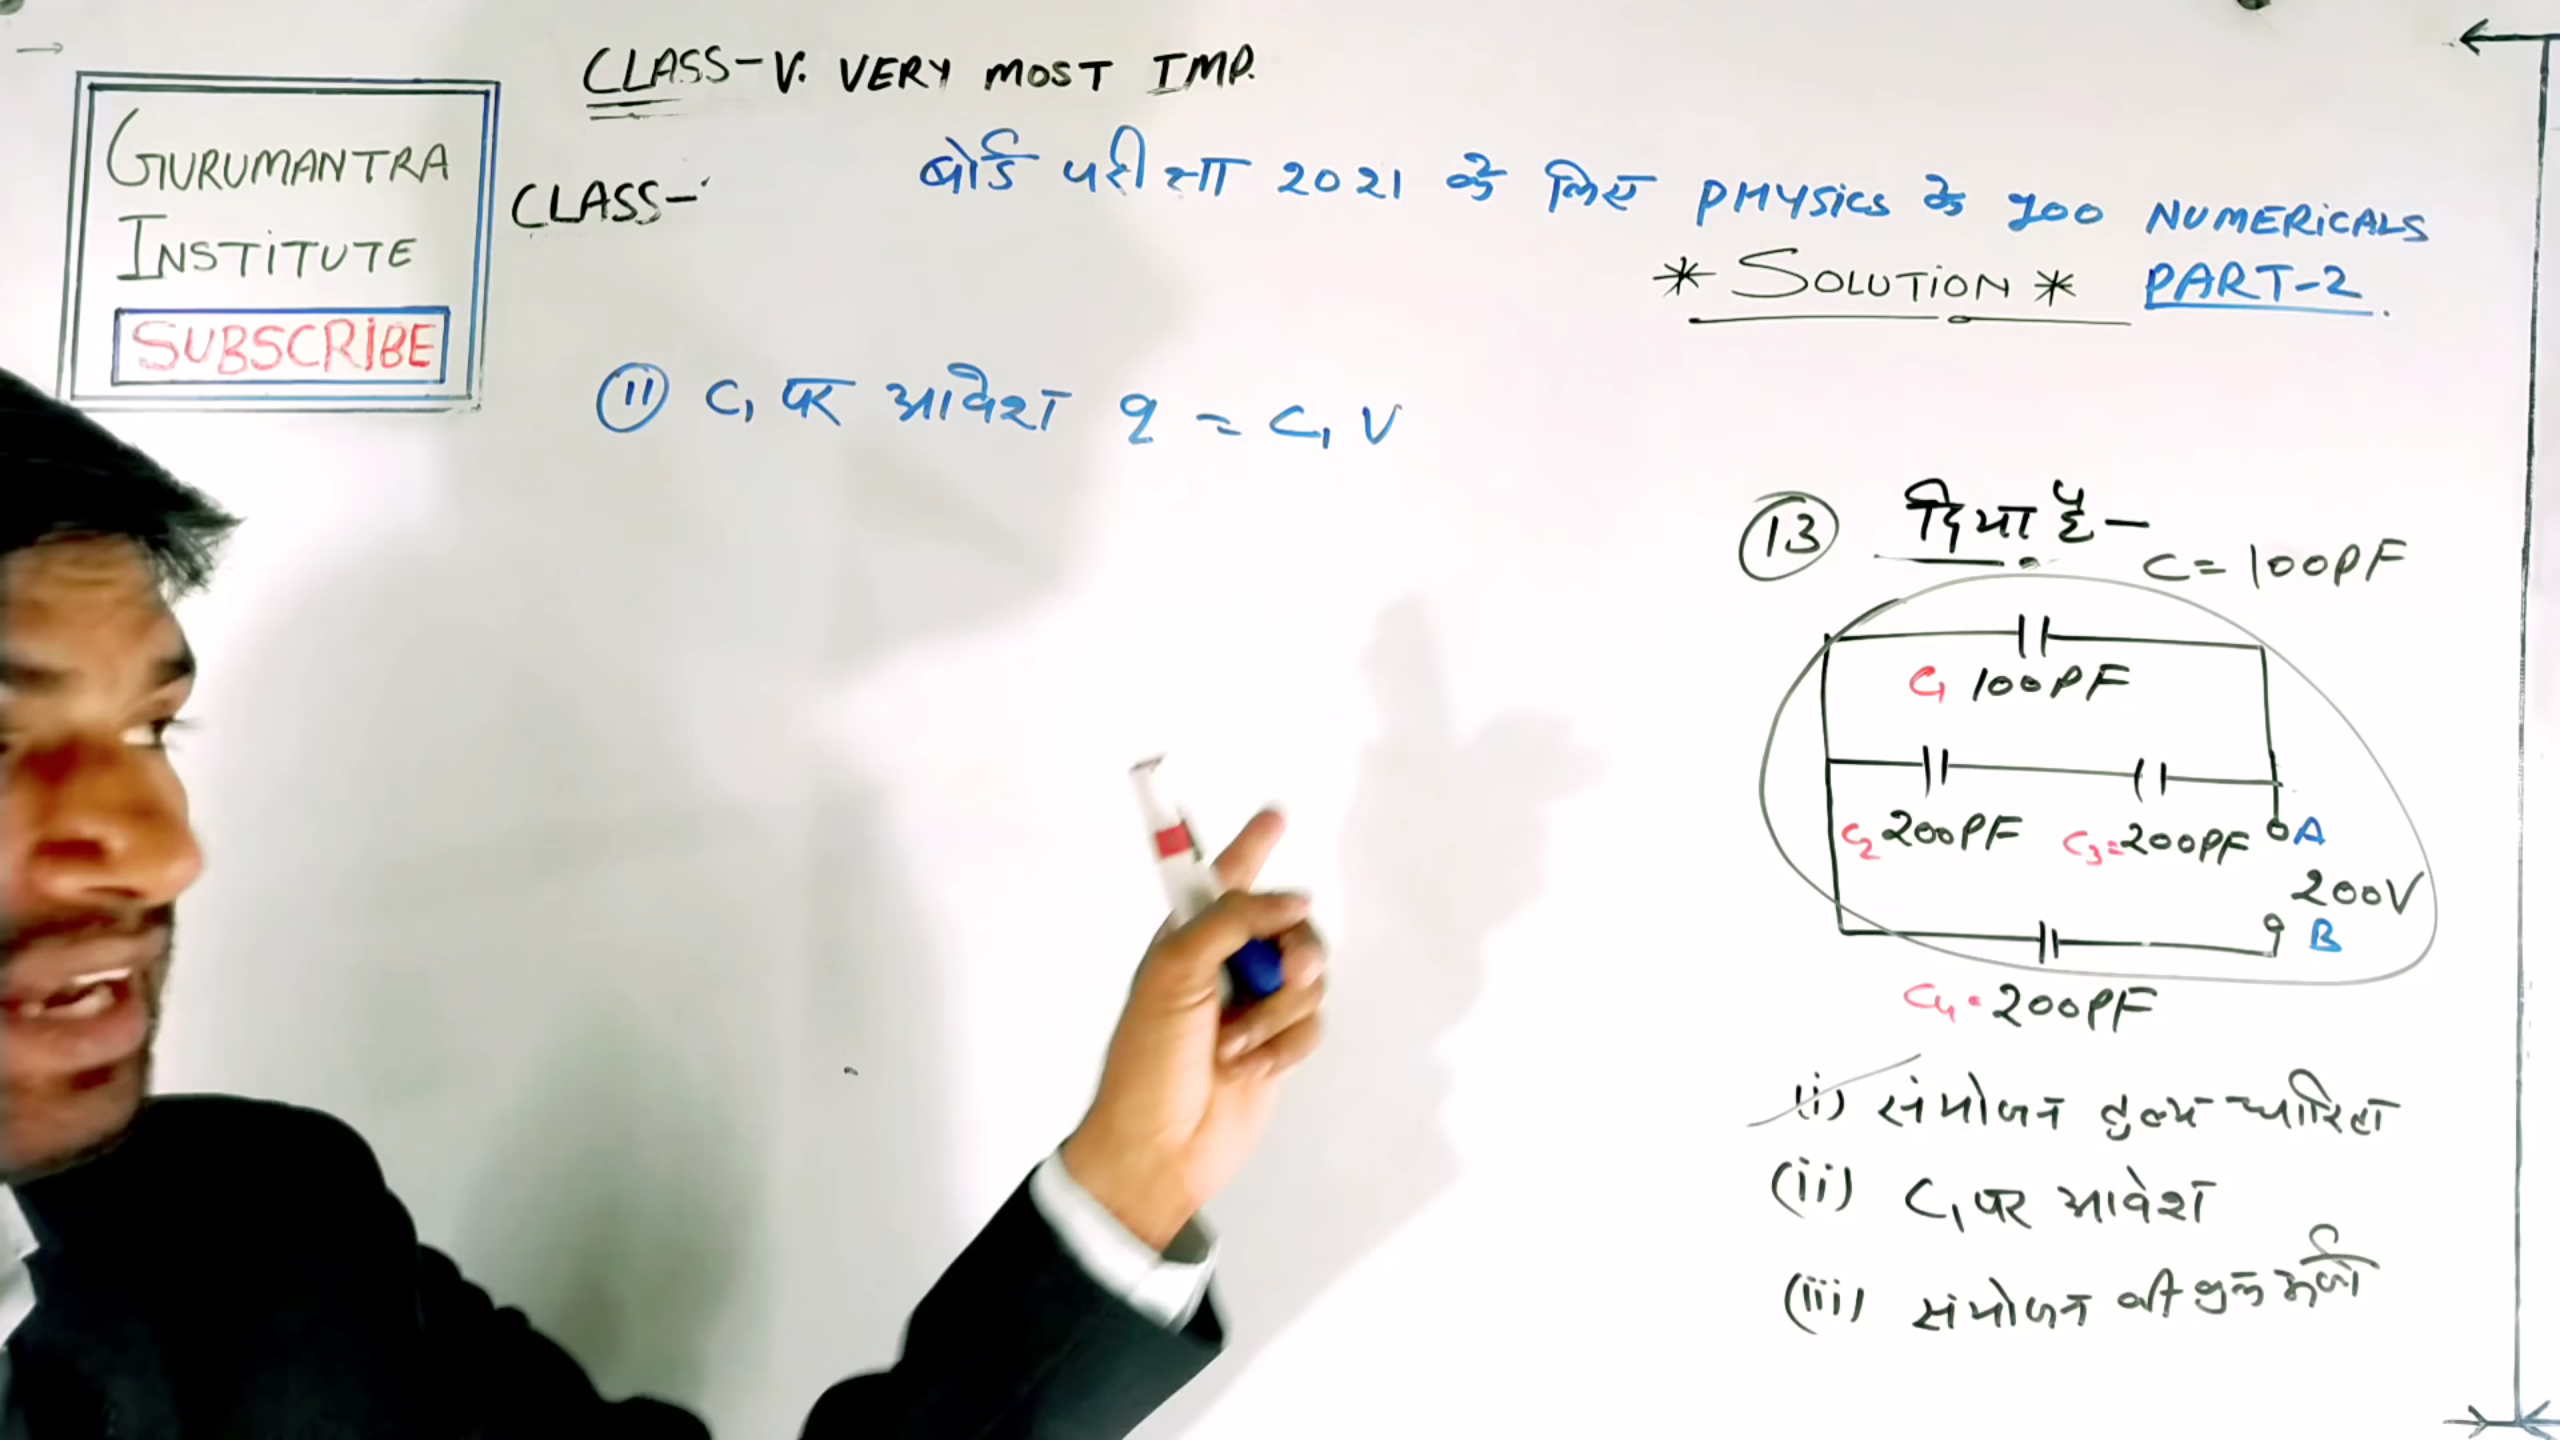 CLASS-V. VERY MOST IMP.
GURUMANTRA
INSTITUTE
SUBSCRIBE
CLASS-
बोर्ड परीक्षा 2021 के लिए PHYSICS के 700 NUMERICALS
* SOLUTION * PART-2.
(ii) C₁ पर आवेश q = C₁V
(13) दिया है—
C = 100PF
C₁ 100PF
C₂ 200PF C₃=200PF A
200V
B
C₄ = 200PF
(i) संयोजन तुल्य धारिता
(ii) C₁ पर आवेश
(iii) संयोजन की कुल ऊर्जा